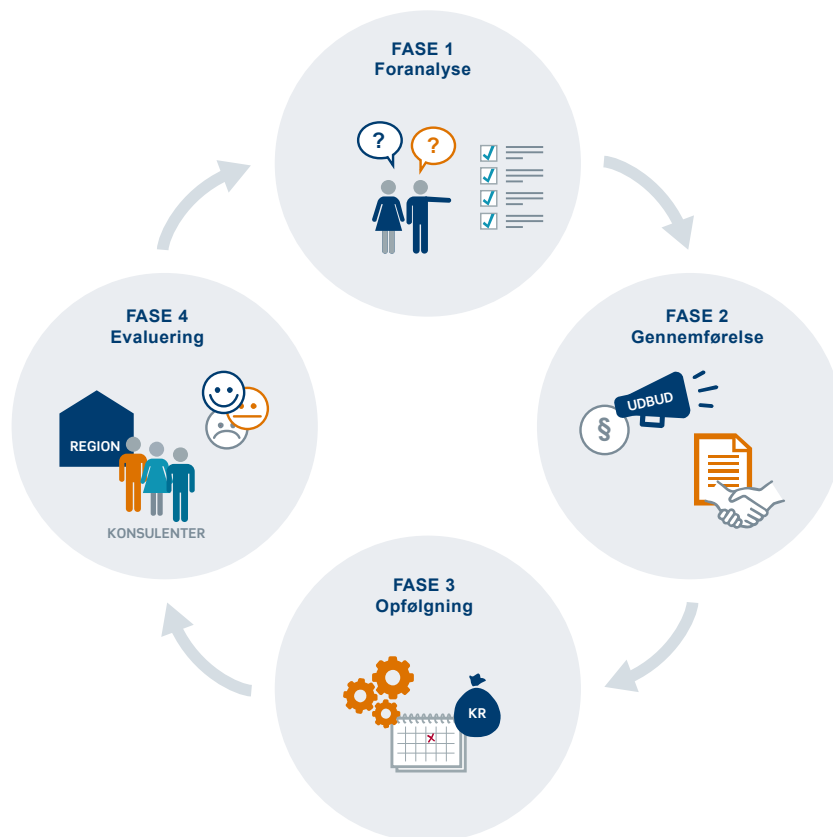 FASE 1
Foranalyse
?
?
FASE 2
Gennemførelse
UDBUD
§
FASE 3
Opfølgning
KR
x
FASE 4
Evaluering
REGION
KONSULENTER